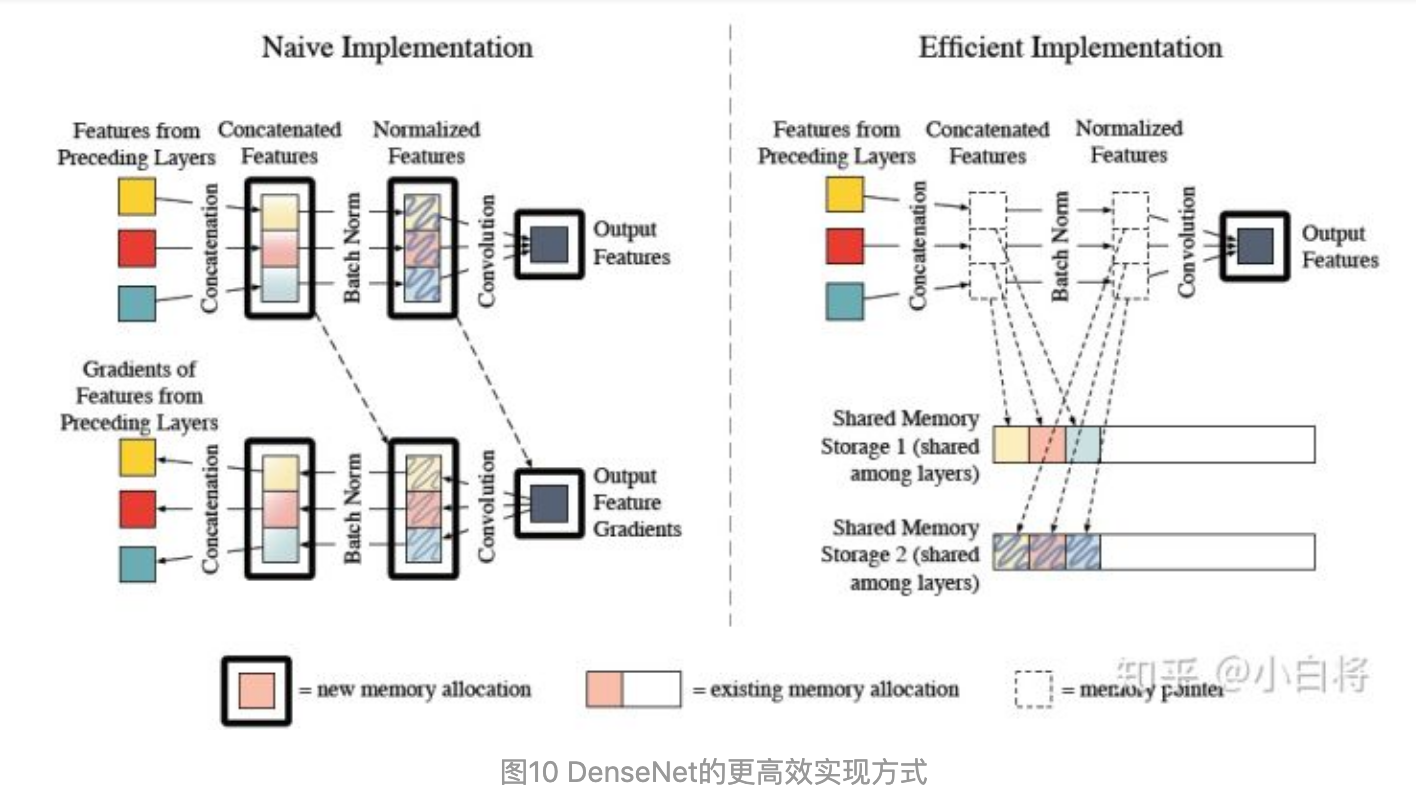 Naive Implementation
Features from
Preceding Layers
Concatenated
Features
Normalized
Features
Concatenation
Batch Norm
Convolution
Output
Features
Gradients of
Features from
Preceding Layers
Concatenation
Batch Norm
Convolution
Output
Feature
Gradients
Efficient Implementation
Features from
Preceding Layers
Concatenated
Features
Normalized
Features
Concatenation
Batch Norm
Convolution
Output
Features
Shared Memory
Storage 1 (shared
among layers)
Shared Memory
Storage 2 (shared
among layers)
= new memory allocation
= existing memory allocation
= memory pointer
知乎 @小白将
图10 DenseNet的更高效实现方式